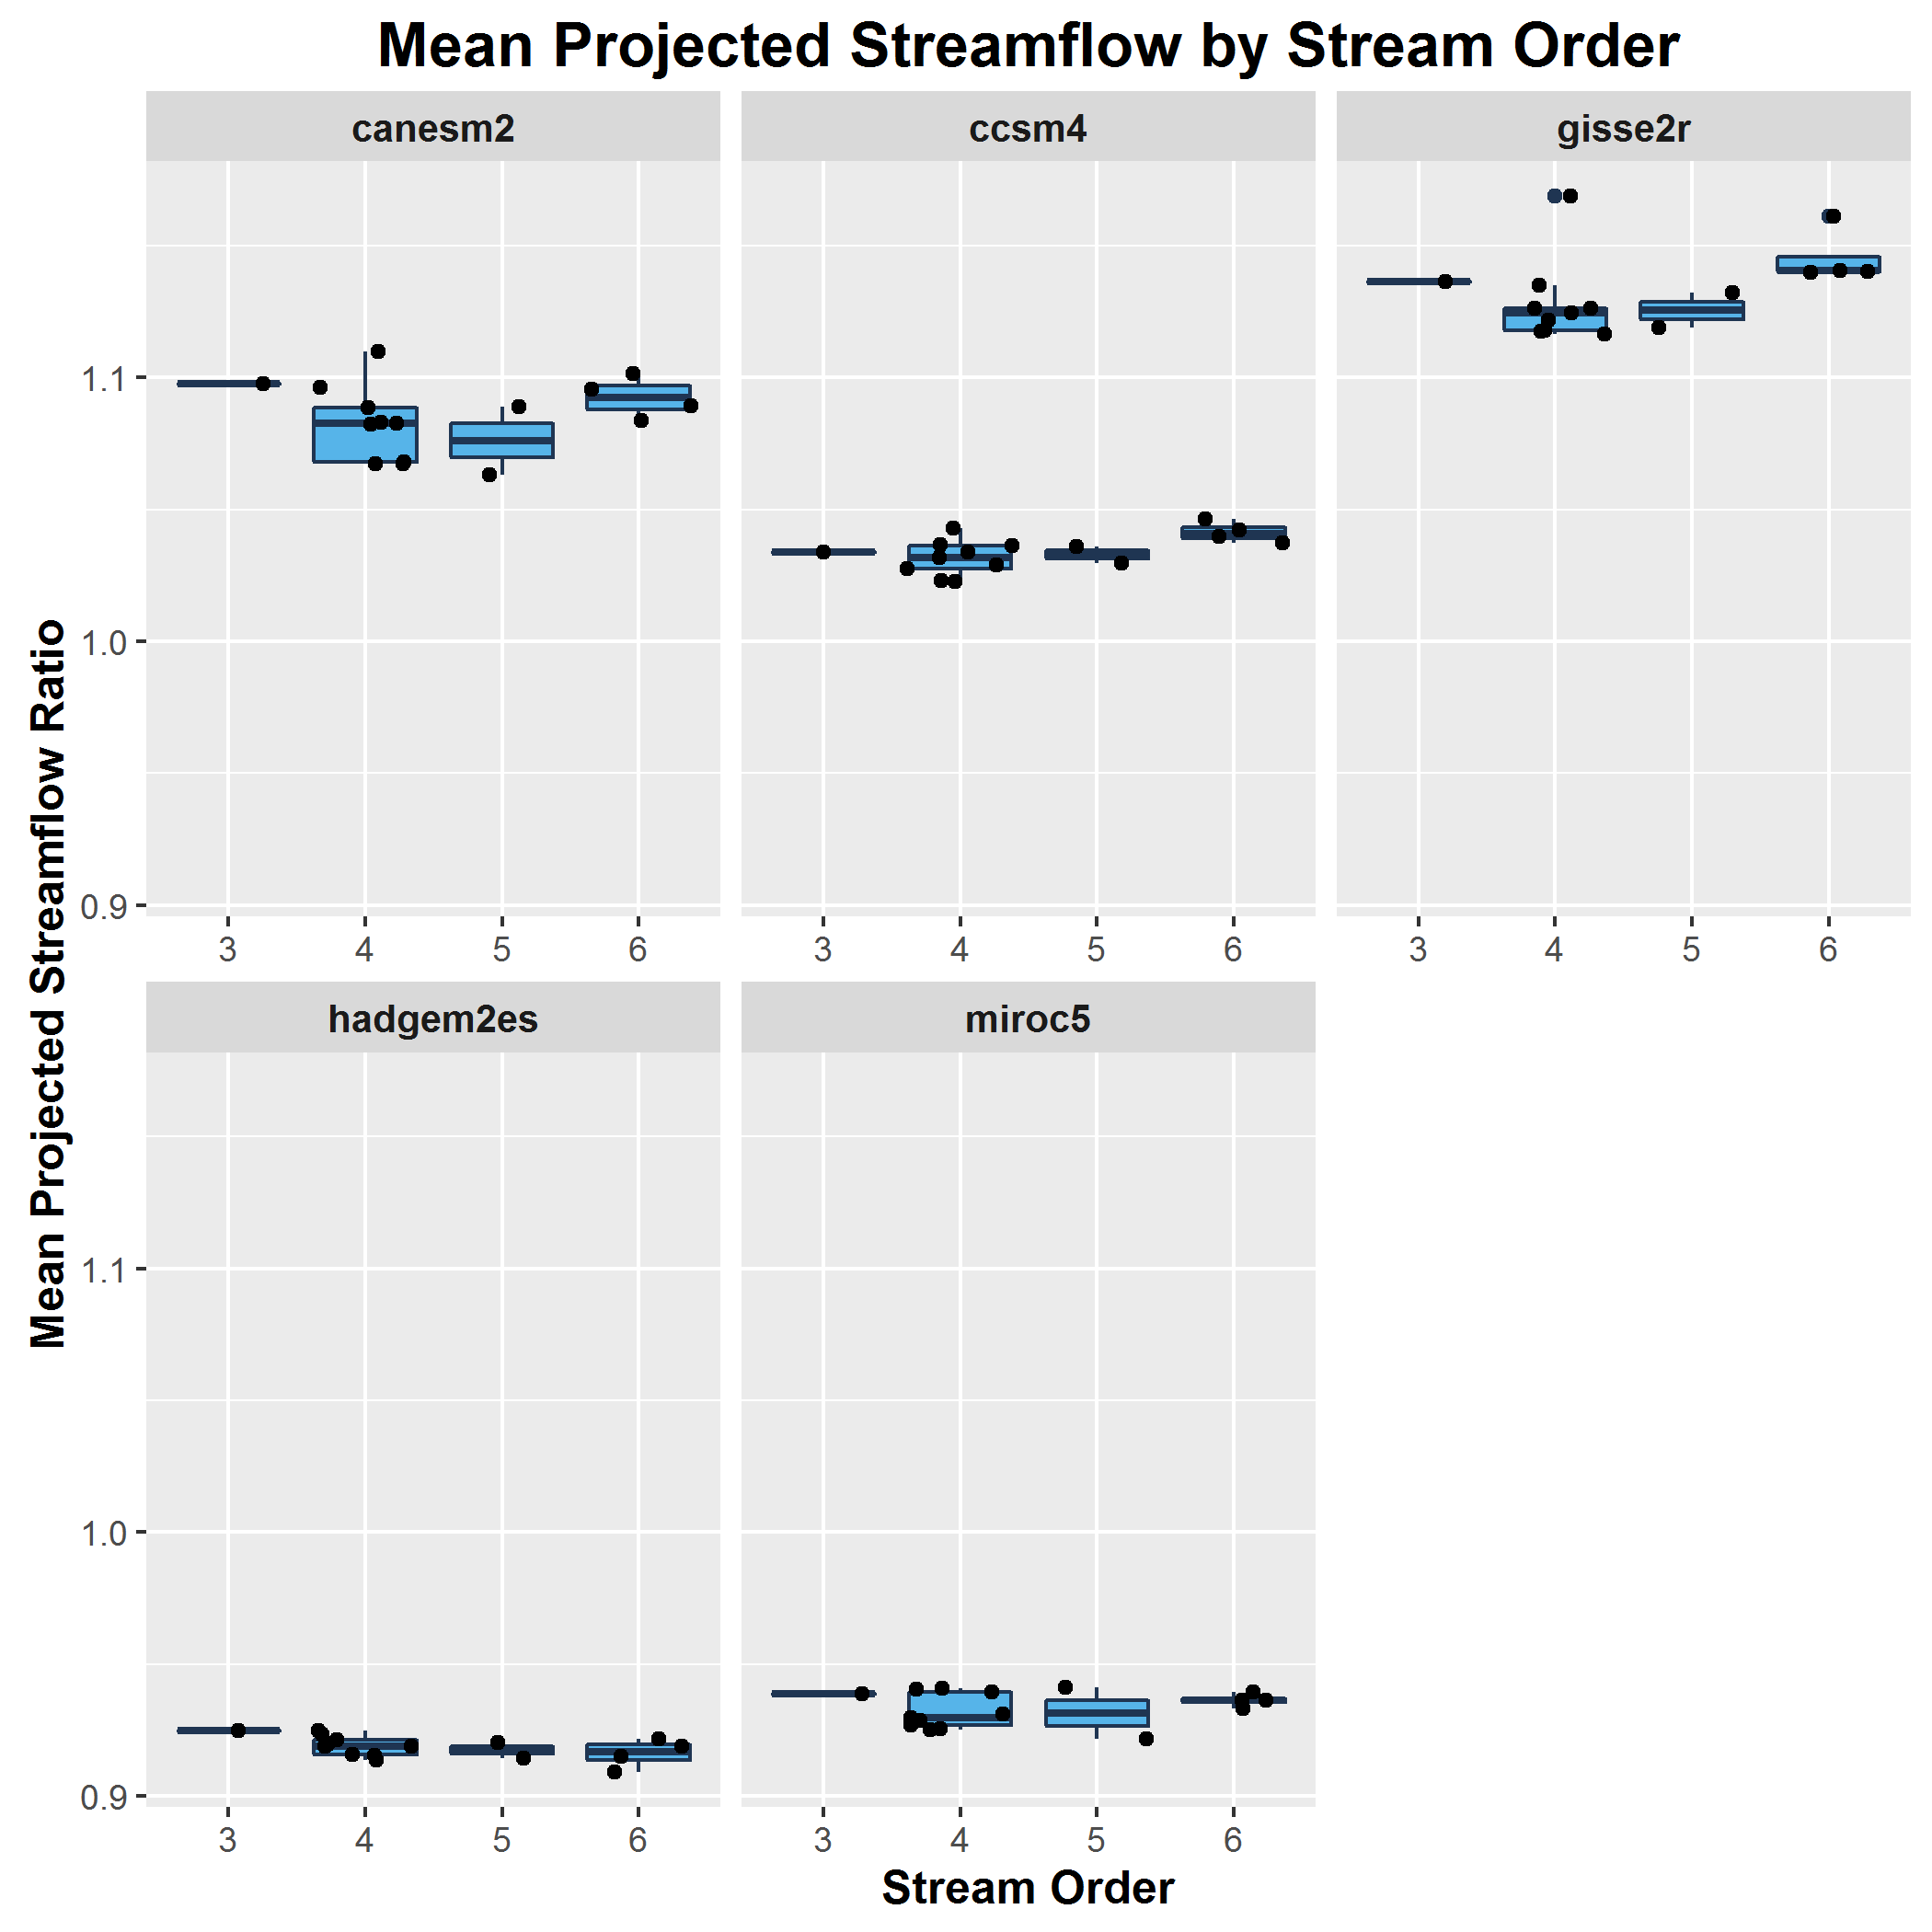 Mean Projected Streamflow by Stream Order
canesm2
ccsm4
gisse2r
Mean Projected Streamflow Ratio
1.1
1.0
0.9
3 4 5 6
3 4 5 6
3 4 5 6
hadgem2es
miroc5
1.1
1.0
0.9
3 4 5 6
3 4 5 6
Stream Order